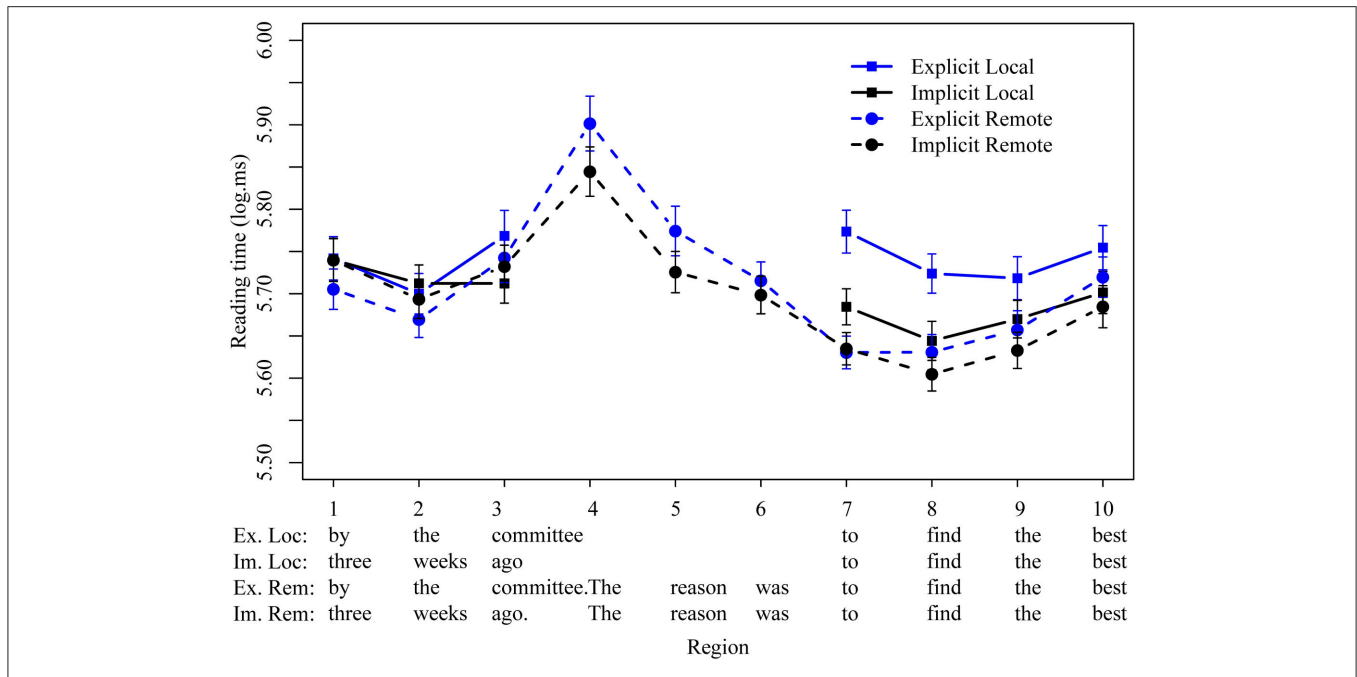 6.00
5.90
5.80
5.70
5.60
5.50
Reading time (log.ms)
Explicit Local
Implicit Local
Explicit Remote
Implicit Remote
1 2 3 4 5 6 7 8 9 10
Ex. Loc: by the committee to find the best
Im. Loc: three weeks ago to find the best
Ex. Rem: by the committee.The reason was to find the best
Im. Rem: three weeks ago. The reason was to find the best
Region